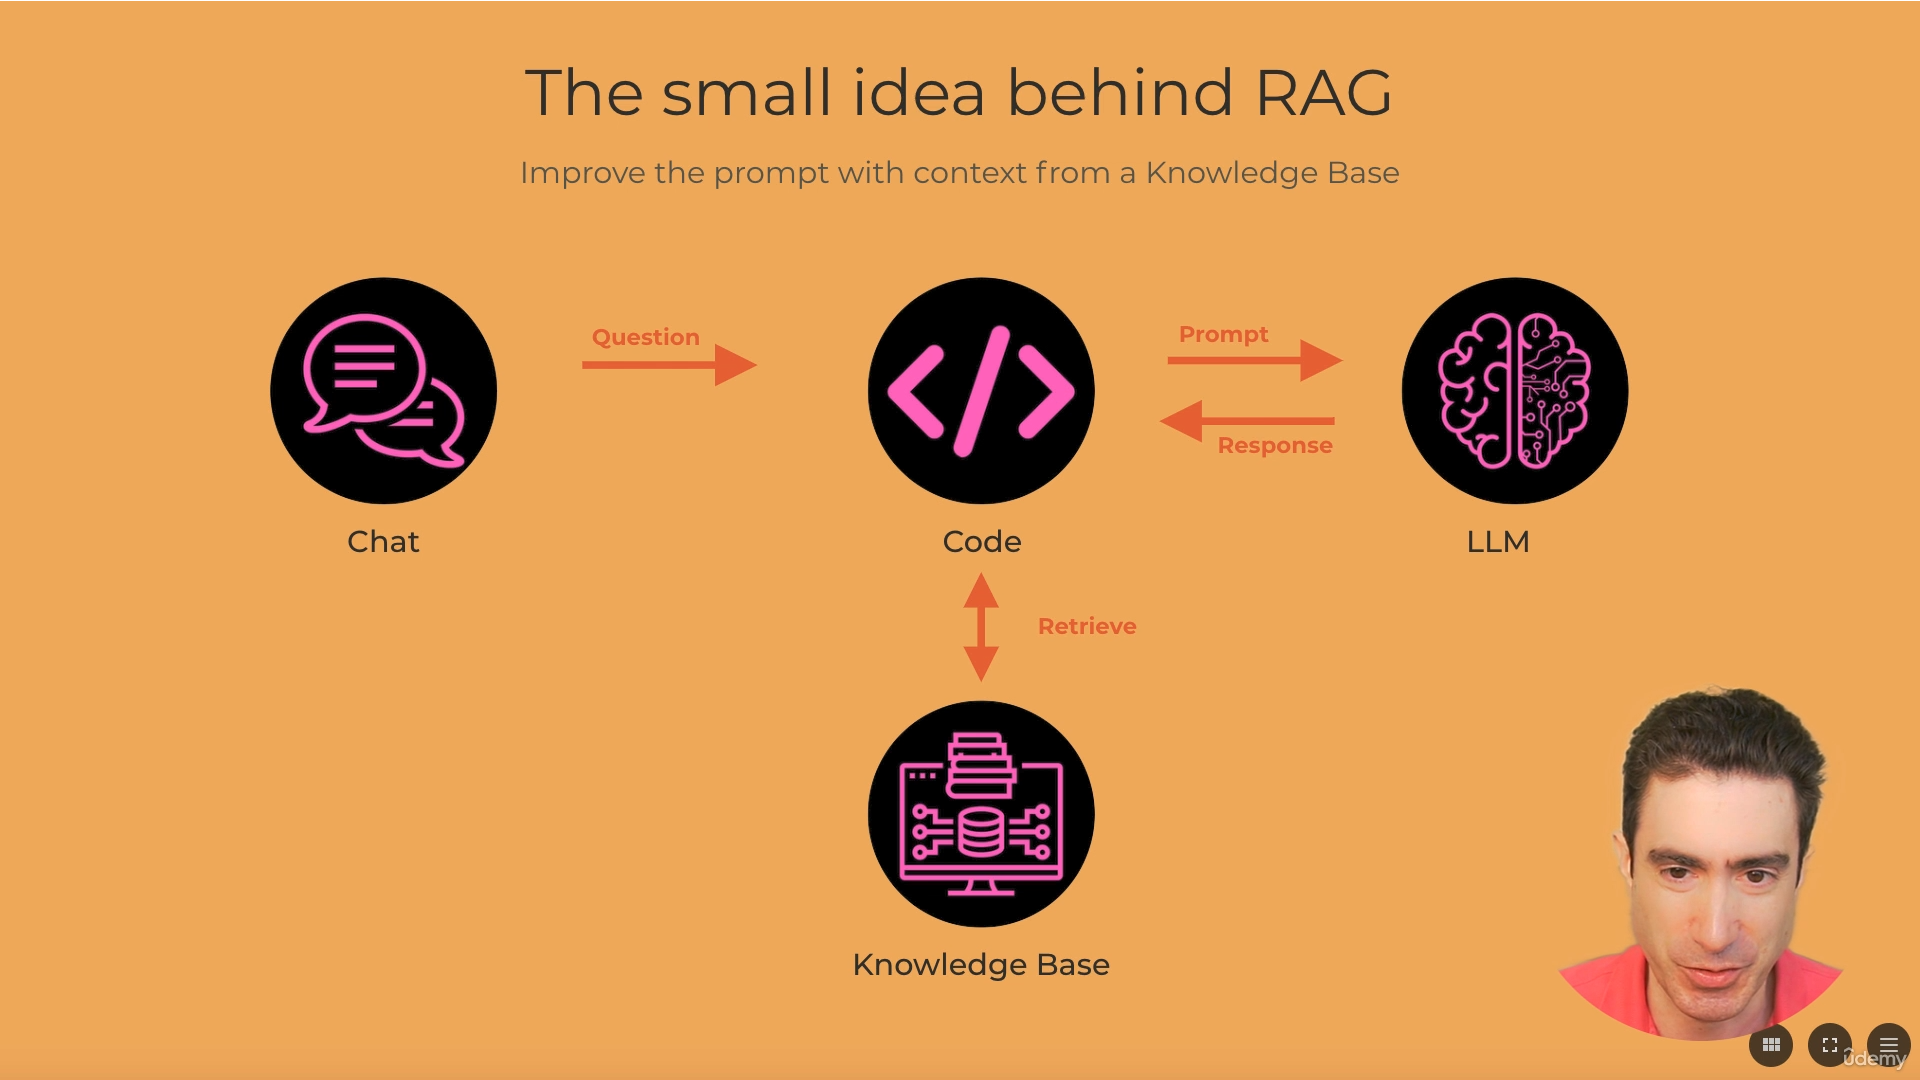 The small idea behind RAG
Improve the prompt with context from a Knowledge Base
Question
Prompt
Response
Chat
Code
LLM
Retrieve
Knowledge Base
ûdemy